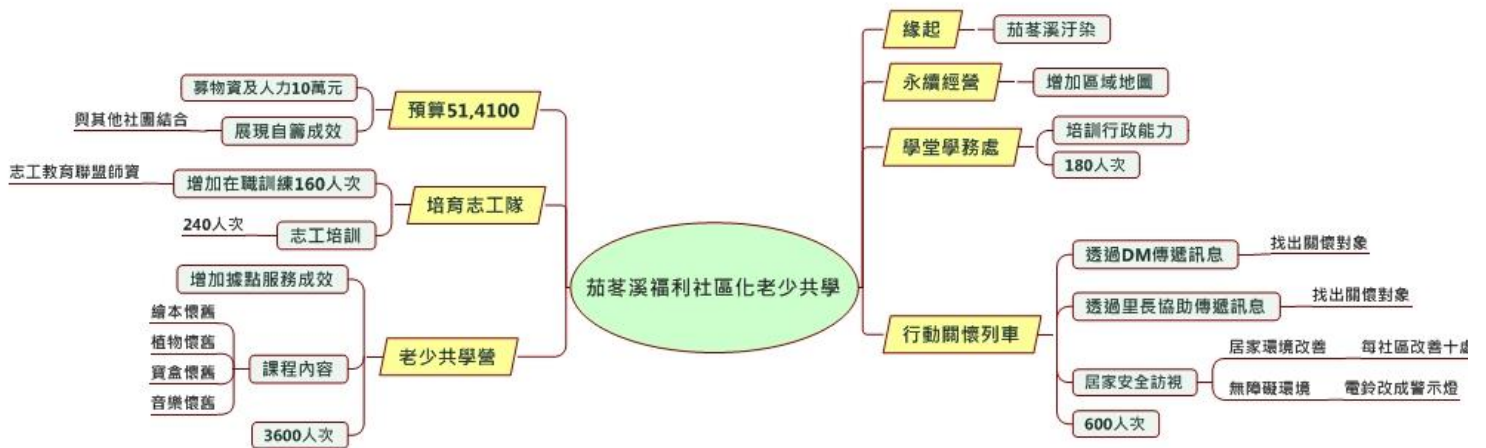 茄苳溪福利社區化老少共學
緣起
茄苳溪汙染
永續經營
增加區域地圖
學堂學務處
培訓行政能力
180人次
行動關懷列車
透過DM傳遞訊息
找出關懷對象
透過里長協助傳遞訊息
找出關懷對象
居家安全訪視
居家環境改善
每社區改善十處
無障礙環境
電鈴改成警示燈
600人次
預算51,4100
募物資及人力10萬元
展現自籌成效
與其他社團結合
培育志工隊
增加在職訓練160人次
志工教育聯盟師資
志工培訓
240人次
老少共學營
增加據點服務成效
課程內容
繪本懷舊
植物懷舊
寶盒懷舊
音樂懷舊
3600人次